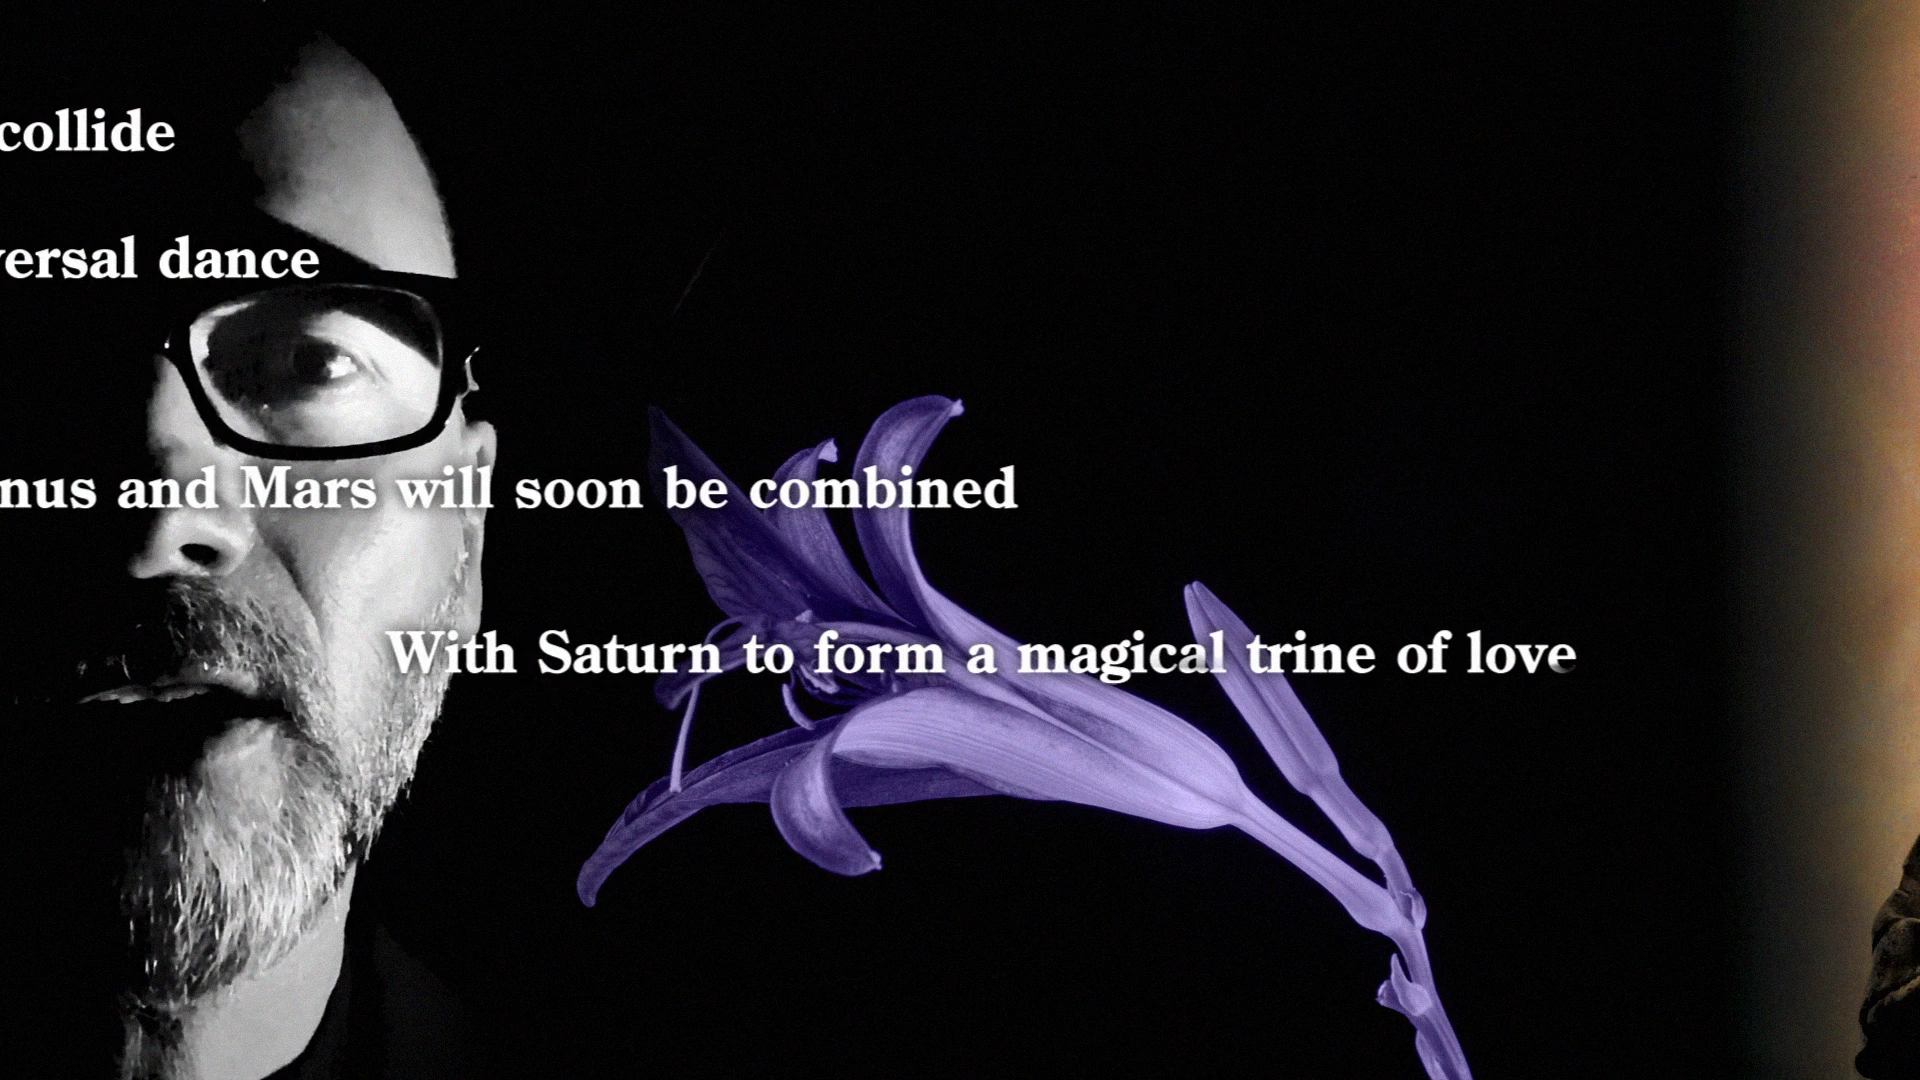 collide
versal dance
nus and Mars will soon be combined
With Saturn to form a magical trine of love